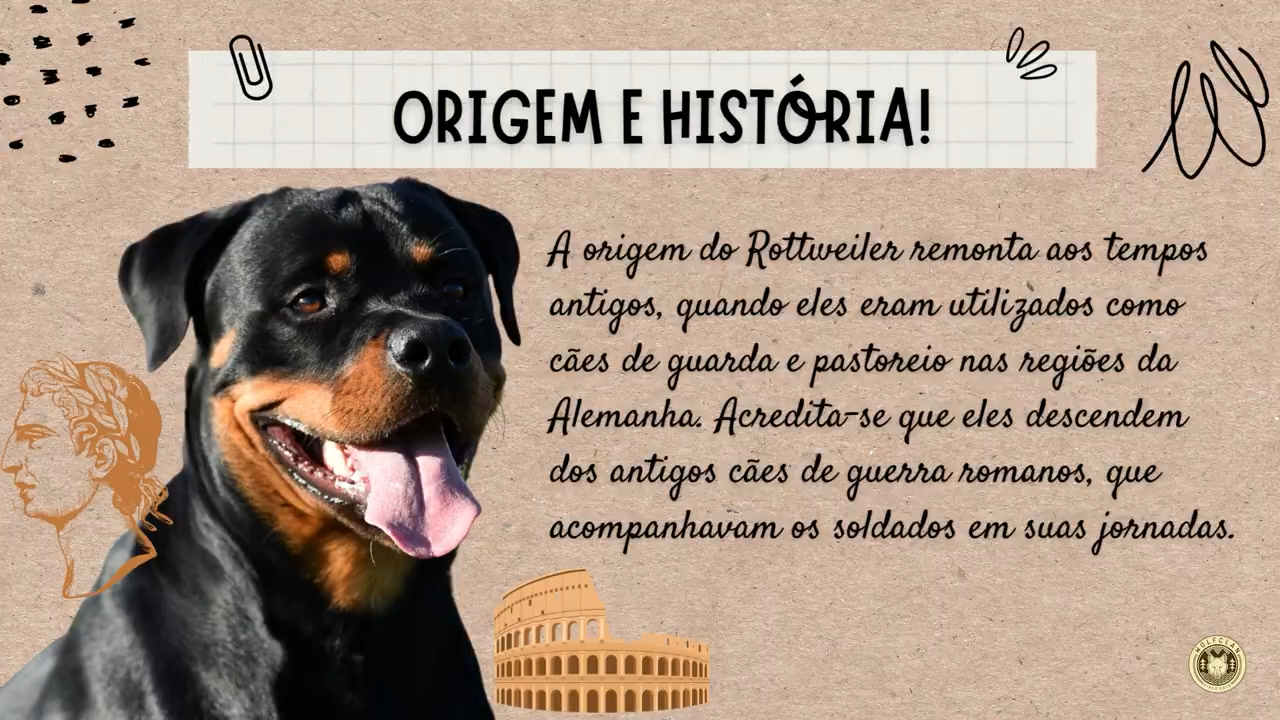 ORIGEM E HISTÓRIA!
A origem do Rottweiler remonta aos tempos
antigos, quando eles eram utilizados como
cães de guarda e pastoreio nas regiões da
Alemanha. Acredita-se que eles descendem
dos antigos cães de guerra romanos, que
acompanhavam os soldados em suas jornadas.
WOLFCLAN